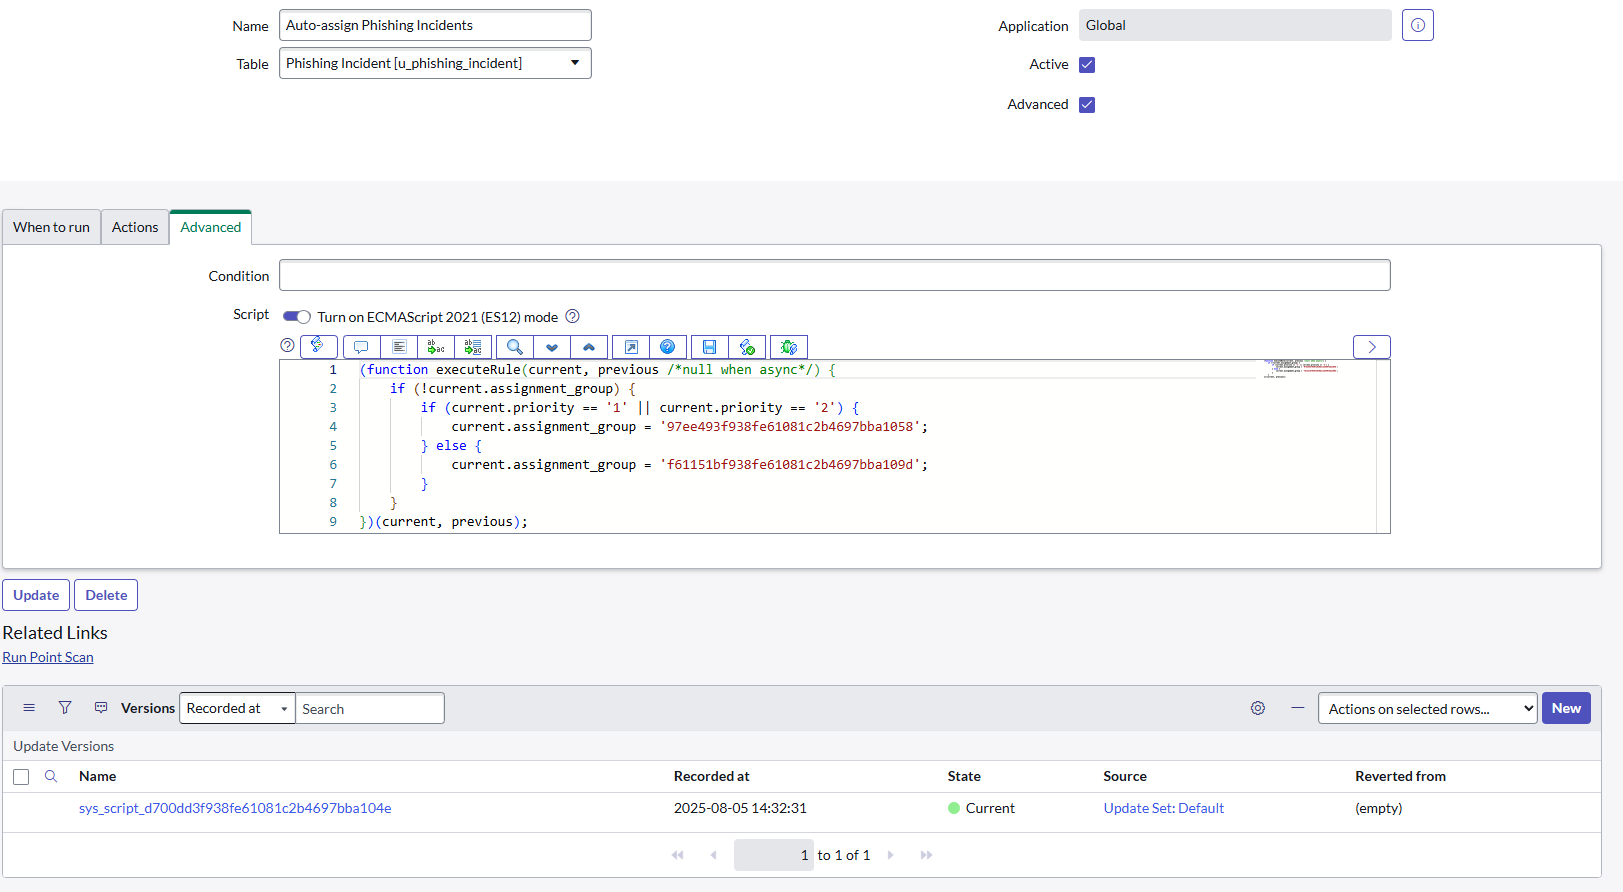 Name Auto-assign Phishing Incidents Application Global
Table Phishing Incident [u_phishing_incident] Active
Advanced
When to run Actions Advanced
Condition
Script Turn on ECMAScript 2021 (ES12) mode
1 (function executeRule(current, previous /*null when async*/) {
2 if (!current.assignment_group) {
3 if (current.priority == '1' || current.priority == '2') {
4 current.assignment_group = '97ee493f938fe61081c2b4697bba1058';
5 } else {
6 current.assignment_group = 'f61151bf938fe61081c2b4697bba109d';
7 }
8 }
9 })(current, previous);
Update Delete
Related Links
Run Point Scan
Versions Recorded at Search Actions on selected rows... New
Update Versions
Name Recorded at State Source Reverted from
sys_script_d700dd3f938fe61081c2b4697bba104e 2025-08-05 14:32:31 Current Update Set: Default (empty)
1 to 1 of 1